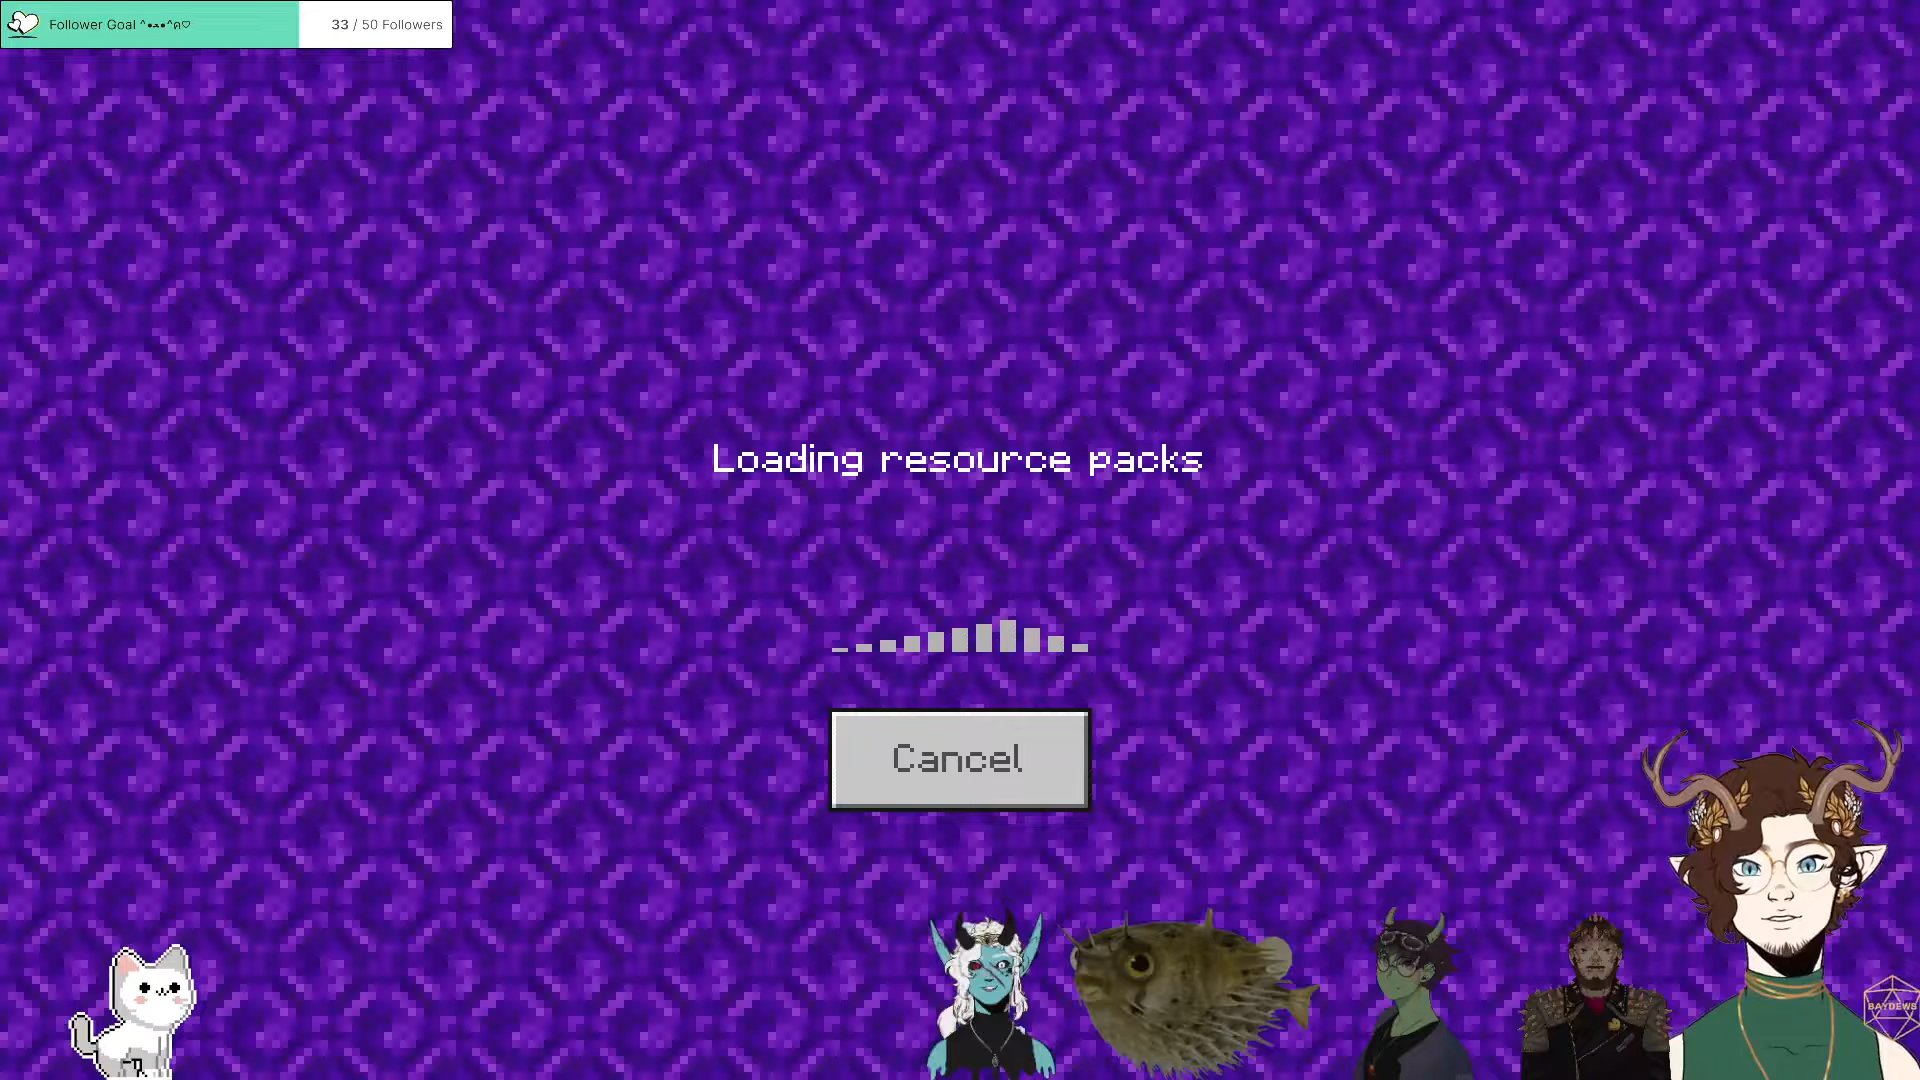 Follower Goal ^•ﻌ•^ฅ♡
33 / 50 Followers
Loading resource packs
Cancel
BAYDEWS